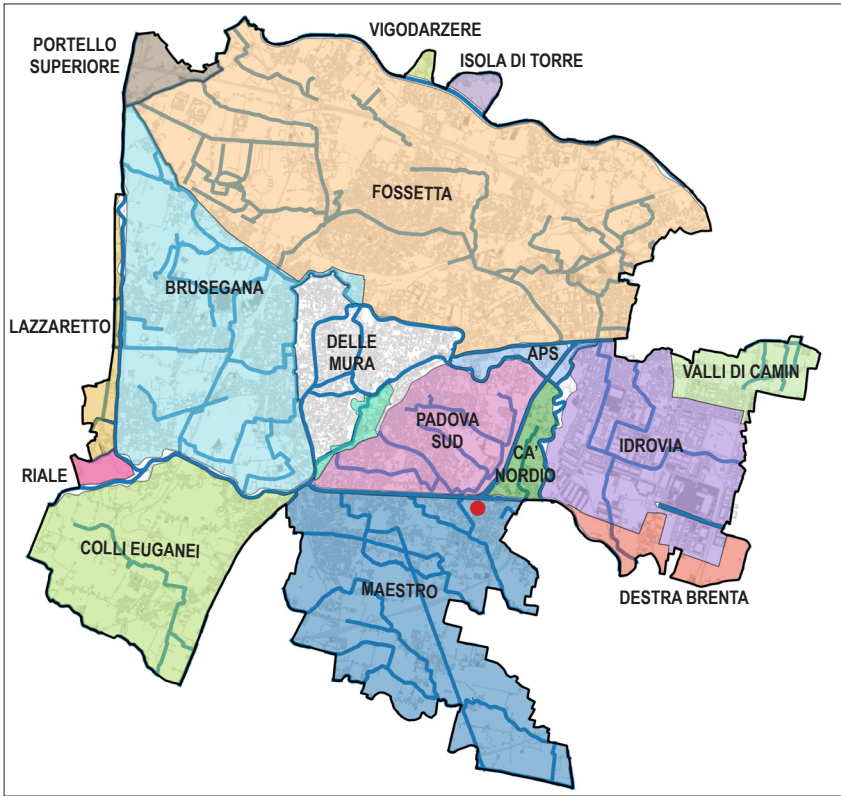 VIGODARZERE
PORTELLO
SUPERIORE
ISOLA DI TORRE
FOSSETTA
BRUSEGANA
LAZZARETTO
DELLE
MURA
APS
VALLI DI CAMIN
PADOVA
SUD
IDROVIA
CA'
NORDIO
RIALE
COLLI EUGANEI
MAESTRO
DESTRA BRENTA